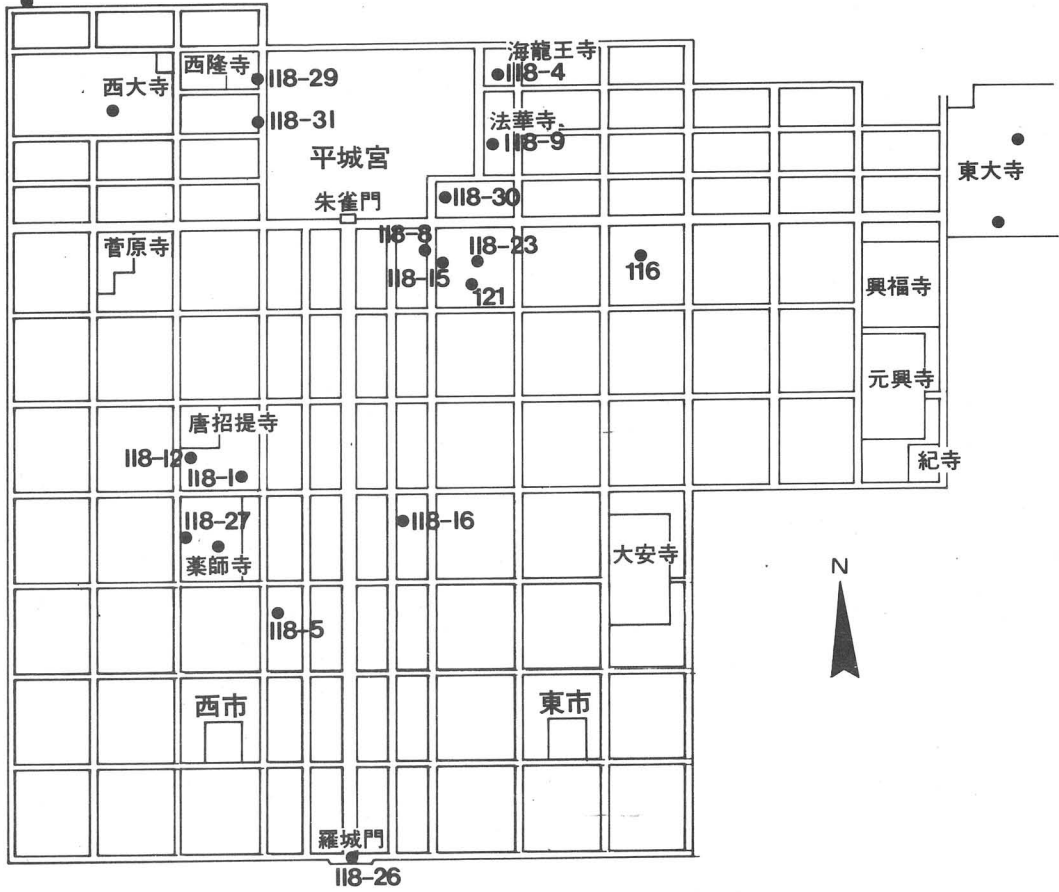 海龍王寺
西隆寺
118-29
118-4
西大寺
118-31
法華寺
118-9
平城宮
東大寺
118-30
朱雀門
118-8
118-23
菅原寺
118-15
116
121
興福寺
元興寺
唐招提寺
118-12
118-1
紀寺
118-27
118-16
薬師寺
大安寺
N
118-5
西市
東市
羅城門
118-26